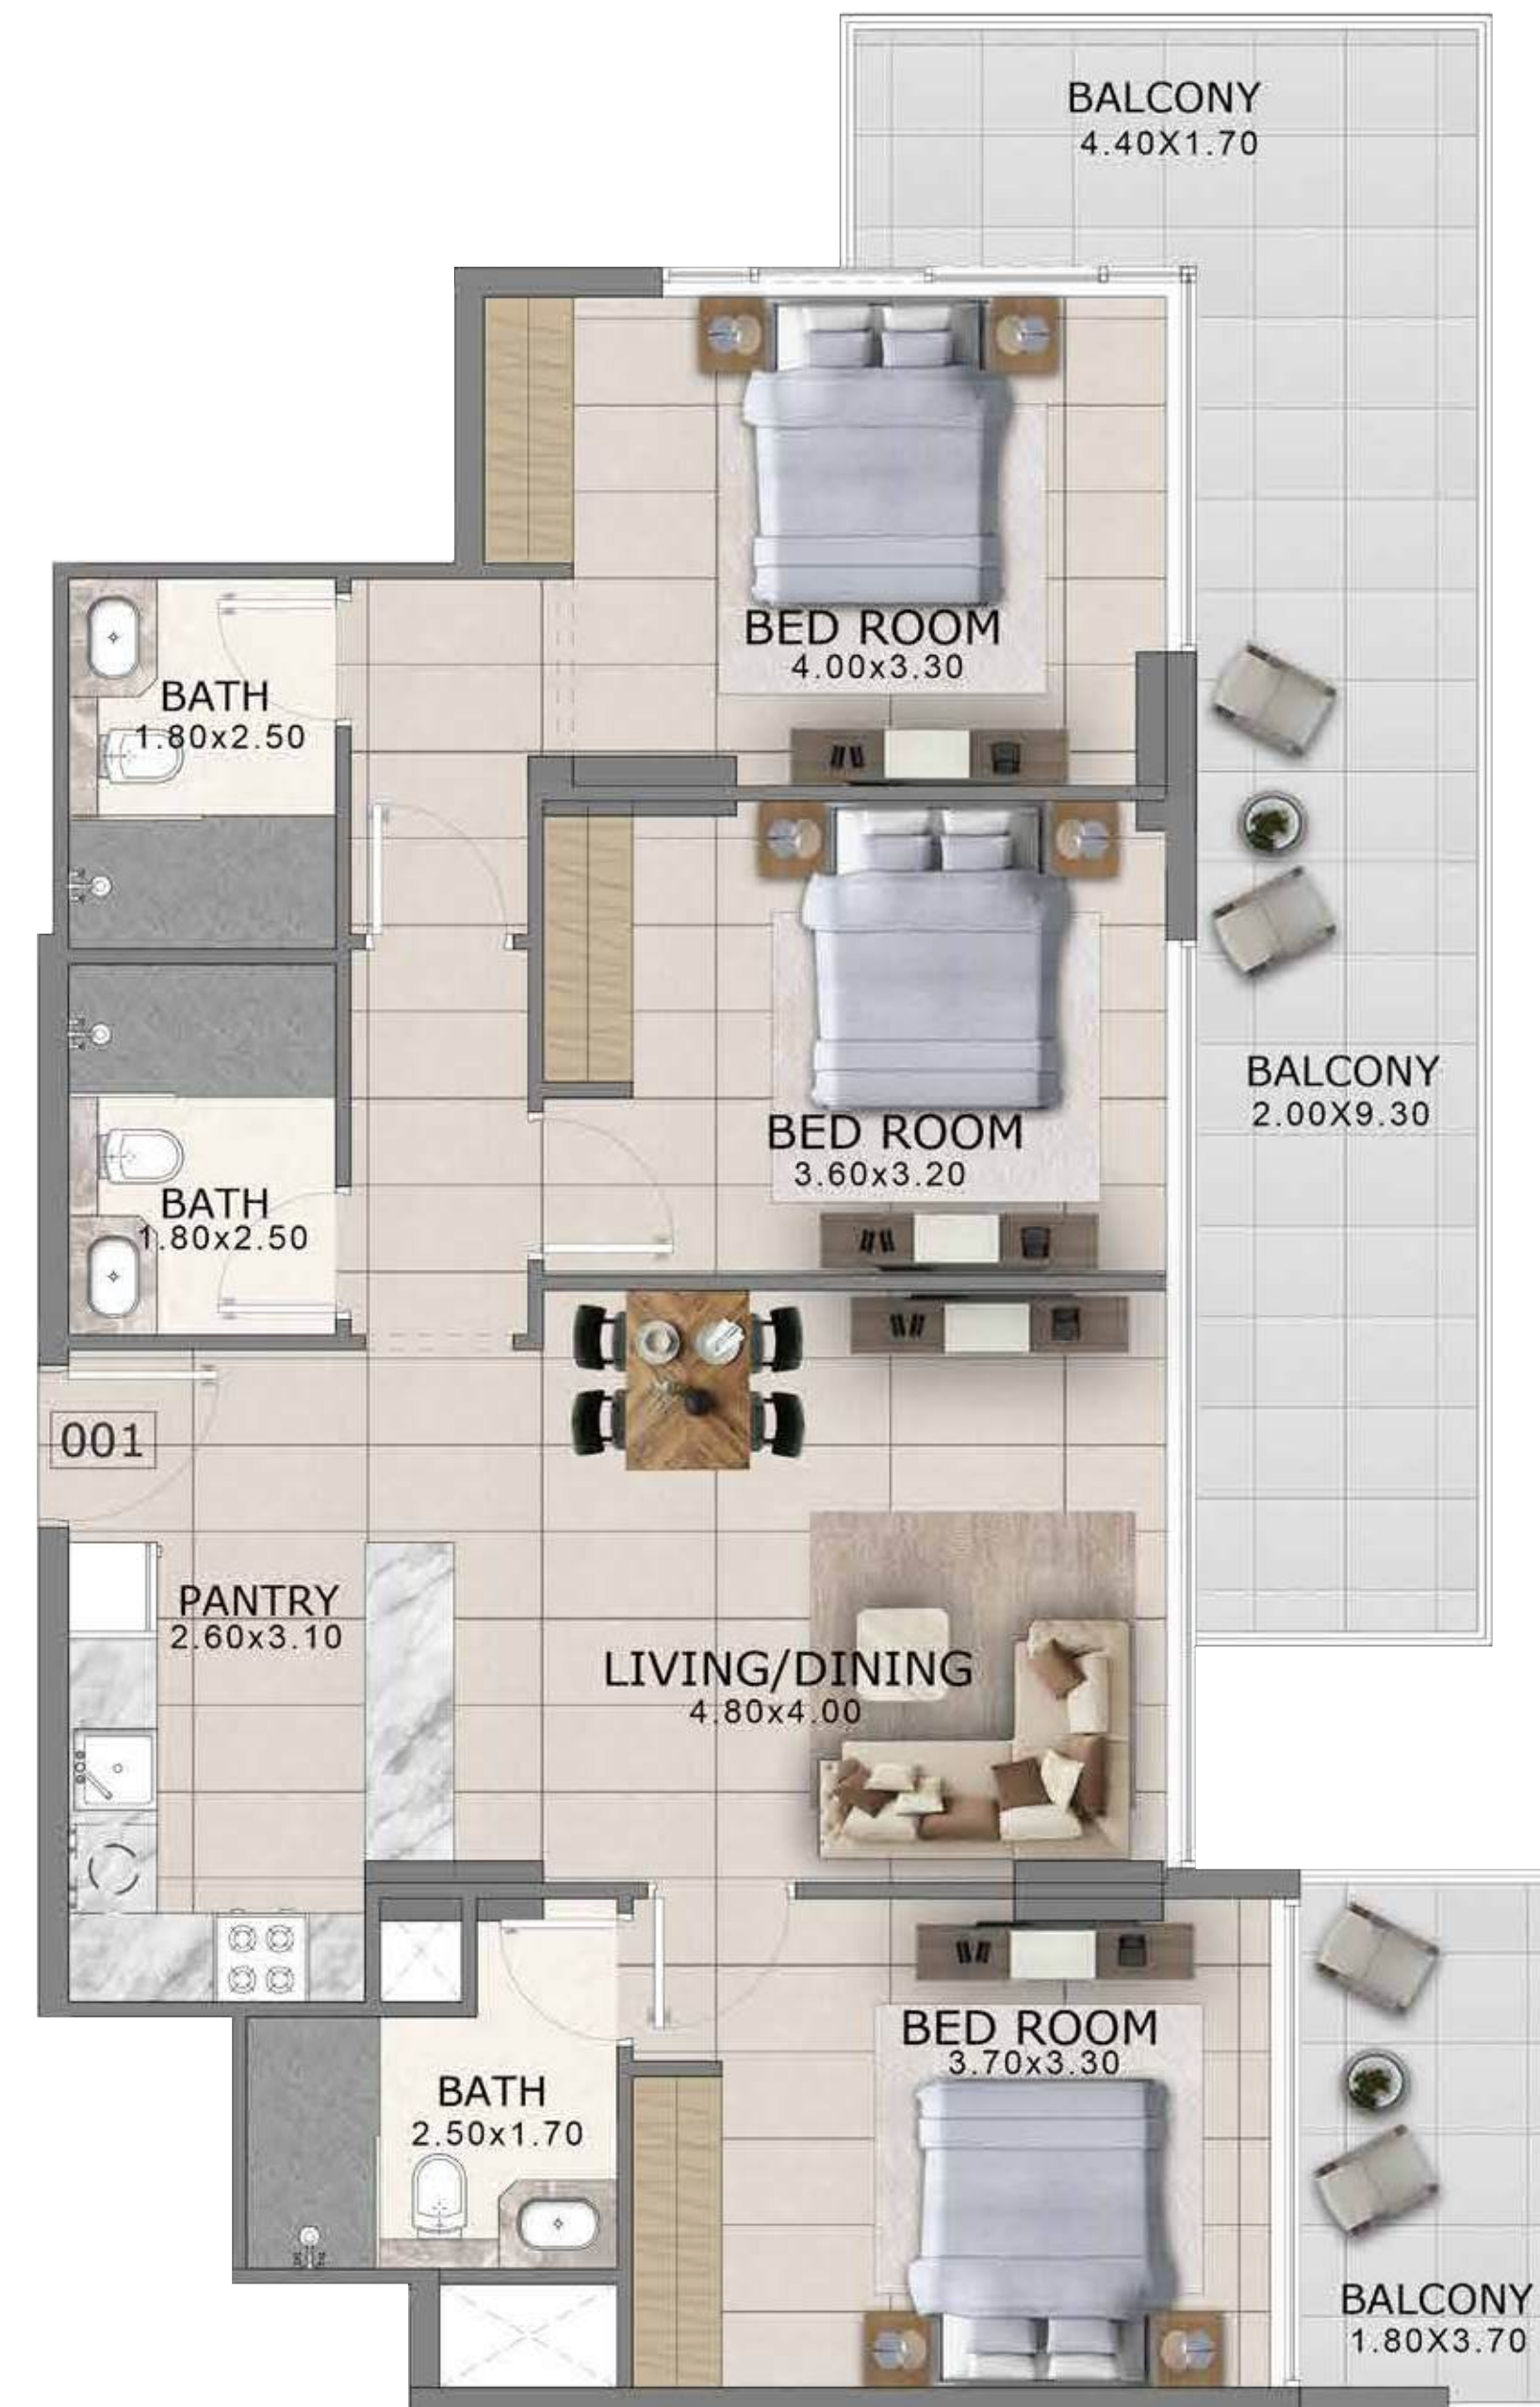 BALCONY
4.40X1.70
BED ROOM
4.00x3.30
BATH
1.80x2.50
BALCONY
2.00X9.30
BED ROOM
3.60x3.20
BATH
1.80x2.50
001
PANTRY
2.60x3.10
LIVING/DINING
4.80x4.00
BED ROOM
3.70x3.30
BATH
2.50x1.70
BALCONY
1.80X3.70